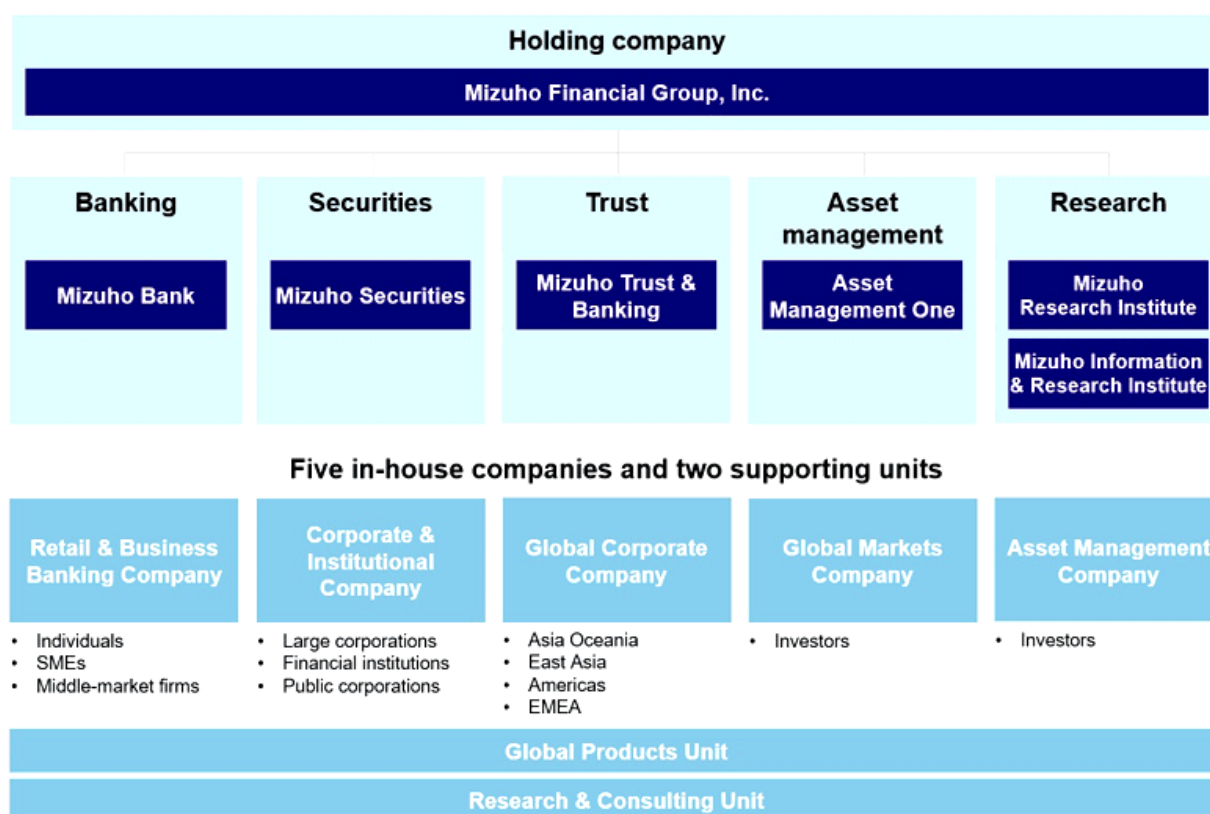 Holding company
Mizuho Financial Group, Inc.
Banking
Securities
Trust
Asset
management
Research
Mizuho Bank
Mizuho Securities
Mizuho Trust &
Banking
Asset
Management One
Mizuho
Research Institute
Mizuho Information
& Research Institute
Five in-house companies and two supporting units
Retail & Business
Banking Company
Corporate &
Institutional
Company
Global Corporate
Company
Global Markets
Company
Asset Management
Company
• Individuals
• SMEs
• Middle-market firms
• Large corporations
• Financial institutions
• Public corporations
• Asia Oceania
• East Asia
• Americas
• EMEA
• Investors
• Investors
Global Products Unit
Research & Consulting Unit